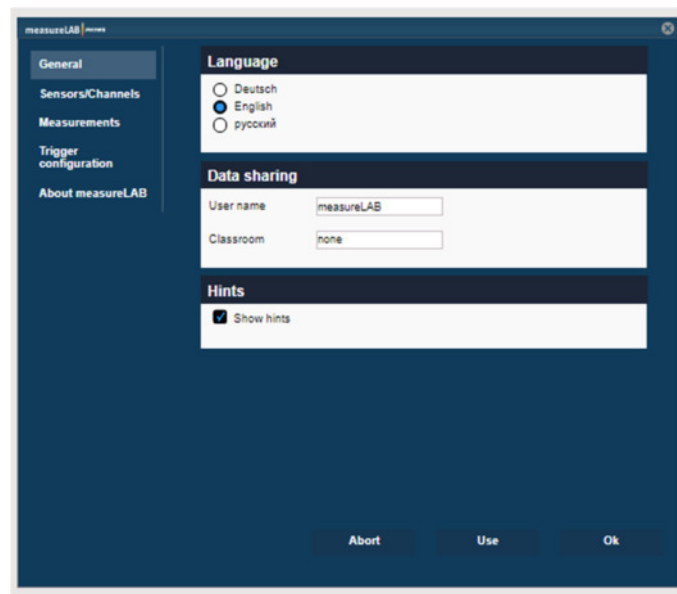 measureLAB
General
Sensors/Channels
Measurements
Trigger
configuration
About measureLAB
Language
Deutsch
English
русский
Data sharing
User name measureLAB
Classroom none
Hints
Show hints
Abort Use Ok